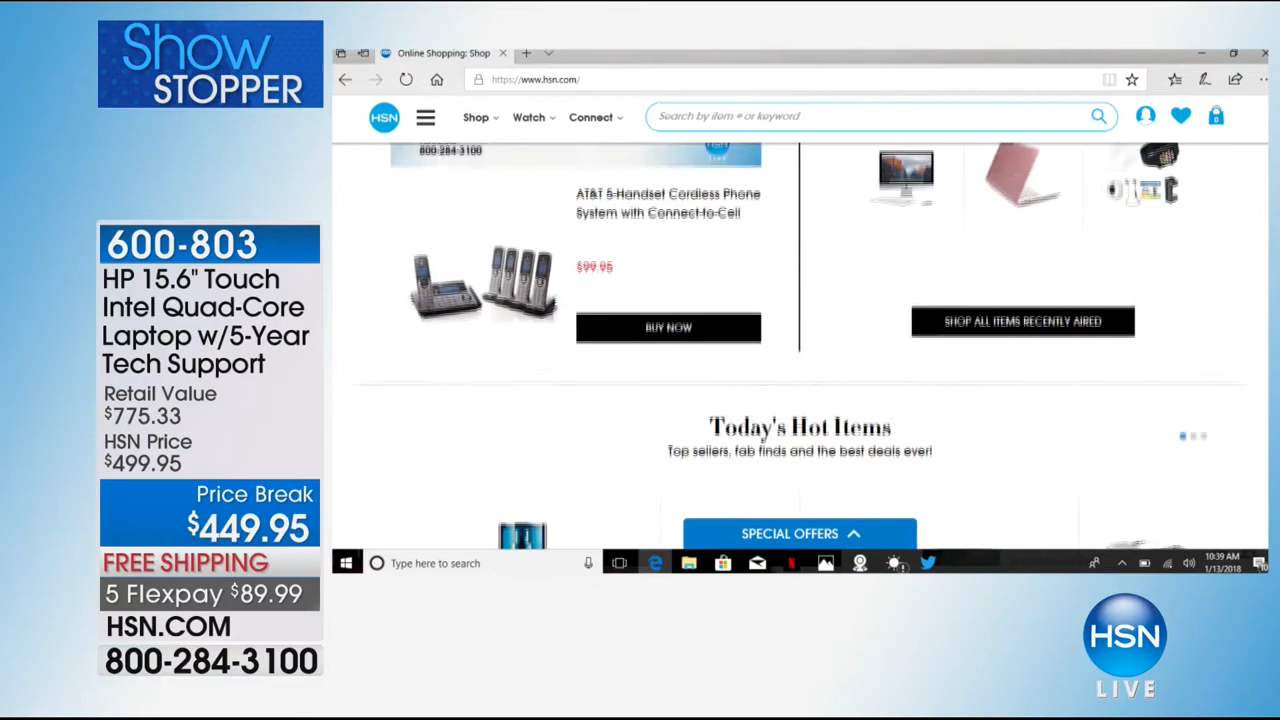 Show
STOPPER
600-803
HP 15.6" Touch
Intel Quad-Core
Laptop w/5-Year
Tech Support
Retail Value
$775.33
HSN Price
$499.95
Price Break
$449.95
FREE SHIPPING
5 Flexpay $89.99
HSN.COM
800-284-3100
Online Shopping: Shop
https://www.hsn.com/
HSN
Shop
Watch
Connect
Search by item # or keyword
0
800-284-3100
HSN
LIVE
AT&T 5-Handset Cordless Phone
System with Connect-to-Cell
$99.95
BUY NOW
SHOP ALL ITEMS RECENTLY AIRED
Today's Hot Items
Top sellers, fab finds and the best deals ever!
SPECIAL OFFERS
Type here to search
10:39 AM
1/13/2018
10
HSN
LIVE